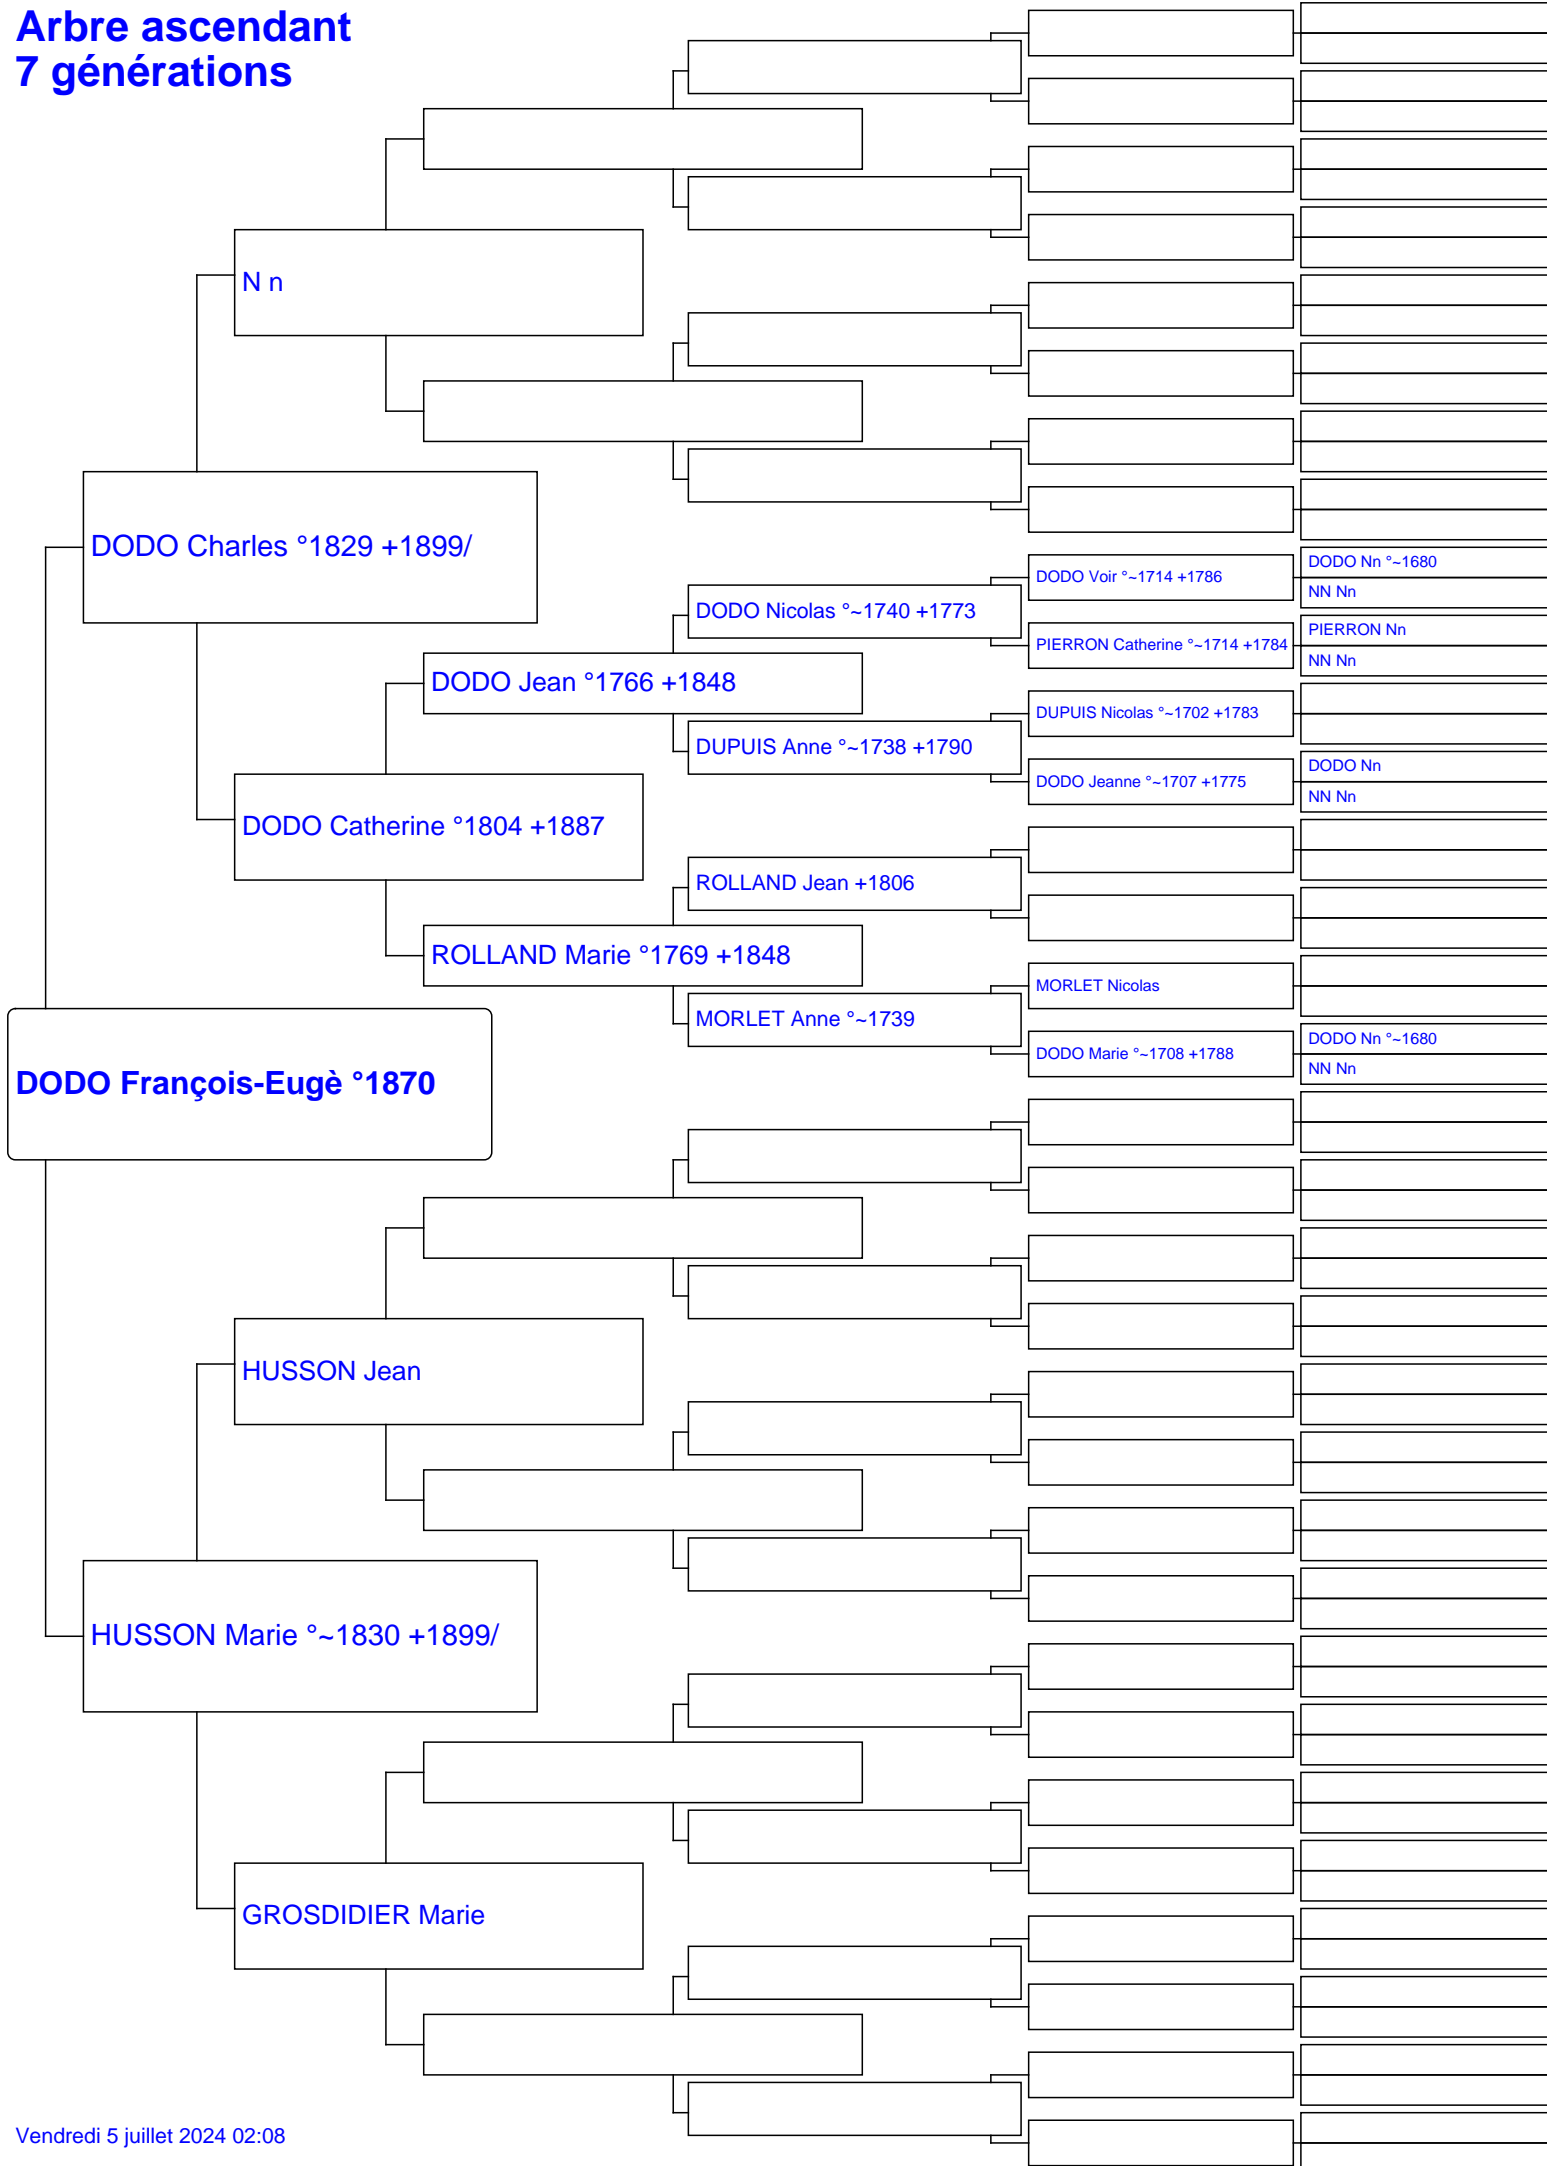 Arbre ascendant
7 générations
N n
DODO Charles °1829 +1899/
DODO Voir °~1714 +1786
DODO Nn °~1680
NN Nn
DODO Nicolas °~1740 +1773
PIERRON Catherine °~1714 +1784
PIERRON Nn
NN Nn
DODO Jean °1766 +1848
DUPUIS Nicolas °~1702 +1783
DUPUIS Anne °~1738 +1790
DODO Jeanne °~1707 +1775
DODO Nn
NN Nn
DODO Catherine °1804 +1887
ROLLAND Jean +1806
ROLLAND Marie °1769 +1848
MORLET Nicolas
MORLET Anne °~1739
DODO Marie °~1708 +1788
DODO Nn °~1680
NN Nn
DODO François-Eugè °1870
HUSSON Jean
HUSSON Marie °~1830 +1899/
GROSDIDIER Marie
Vendredi 5 juillet 2024 02:08